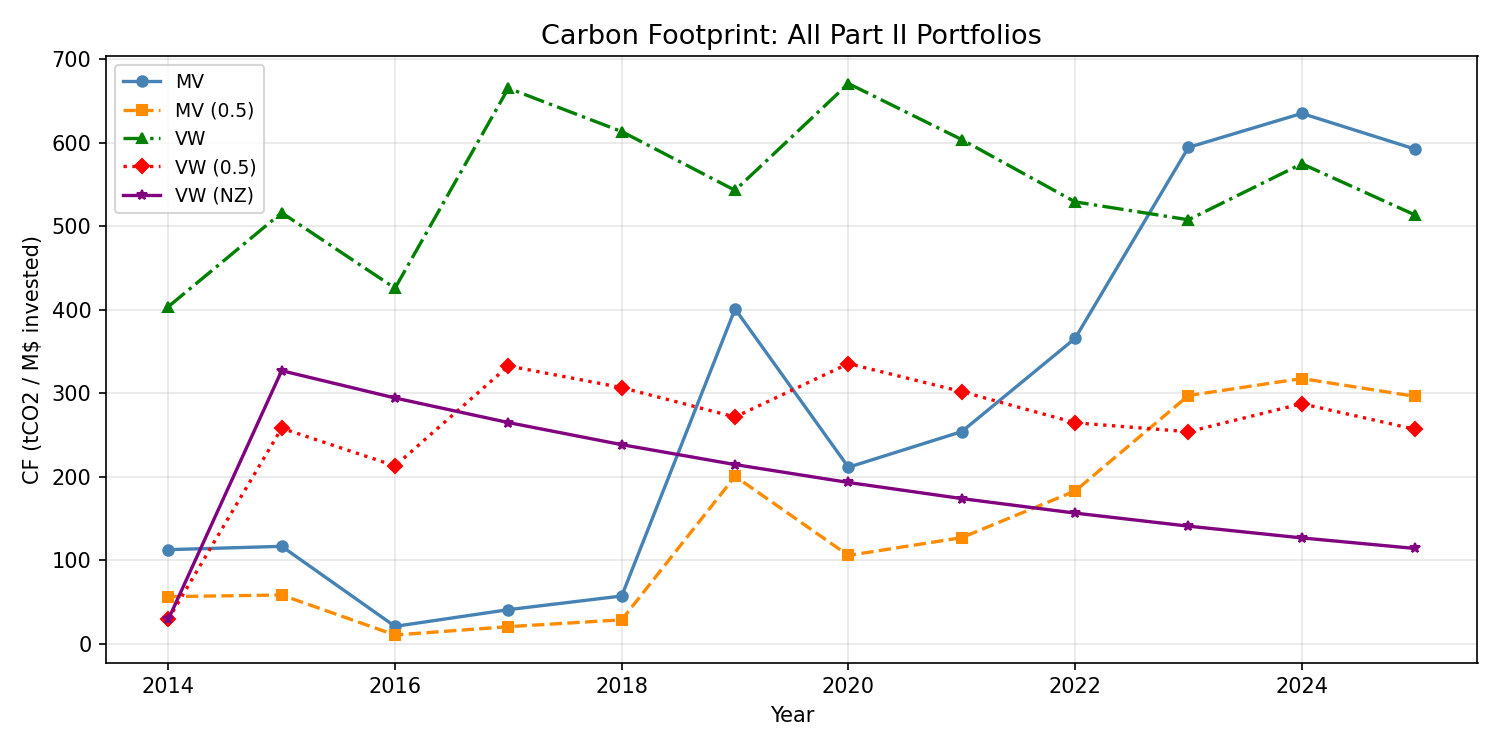 Carbon Footprint: All Part II Portfolios
CF (tCO2 / M$ invested)
700
600
500
400
300
200
100
0
MV
MV (0.5)
VW
VW (0.5)
VW (NZ)
2014
2016
2018
2020
2022
2024
Year